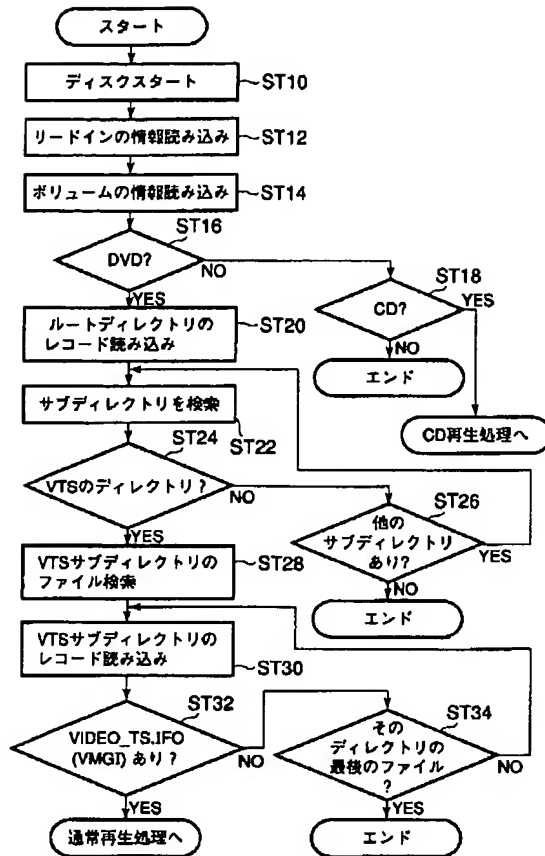 スタート
ディスクスタート
ST10
リードインの情報読み込み
ST12
ボリュームの情報読み込み
ST14
ST16
DVD?
NO
YES
ST18
CD?
YES
NO
エンド
CD再生処理へ
ST20
ルートディレクトリの
レコード読み込み
サブディレクトリを検索
ST22
ST24
VTSのディレクトリ?
NO
YES
ST26
他の
サブディレクトリ
あり?
YES
NO
エンド
VTSサブディレクトリの
ファイル検索
ST28
VTSサブディレクトリの
レコード読み込み
ST30
ST32
VIDEO_TS.IFO
(VMGI)あり?
NO
YES
通常再生処理へ
ST34
その
ディレクトリの
最後のファイル
?
NO
YES
エンド